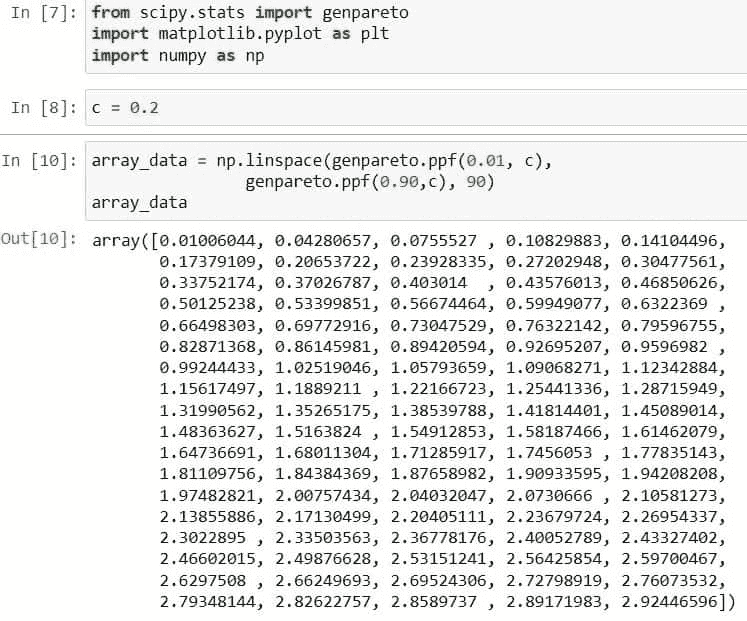 In [7]: from scipy.stats import genpareto
import matplotlib.pyplot as plt
import numpy as np
In [8]: c = 0.2
In [10]: array_data = np.linspace(genpareto.ppf(0.01, c),
genpareto.ppf(0.90,c), 90)
array_data
Out[10]: array([0.01006044, 0.04280657, 0.0755527 , 0.10829883, 0.14104496,
0.17379109, 0.20653722, 0.23928335, 0.27202948, 0.30477561,
0.33752174, 0.37026787, 0.403014  , 0.43576013, 0.46850626,
0.50125238, 0.53399851, 0.56674464, 0.59949077, 0.6322369 ,
0.66498303, 0.69772916, 0.73047529, 0.76322142, 0.79596755,
0.82871368, 0.86145981, 0.89420594, 0.92695207, 0.9596982 ,
0.99244433, 1.02519046, 1.05793659, 1.09068271, 1.12342884,
1.15617497, 1.1889211 , 1.22166723, 1.25441336, 1.28715949,
1.31990562, 1.35265175, 1.38539788, 1.41814401, 1.45089014,
1.48363627, 1.5163824 , 1.54912853, 1.58187466, 1.61462079,
1.64736691, 1.68011304, 1.71285917, 1.7456053 , 1.77835143,
1.81109756, 1.84384369, 1.87658982, 1.90933595, 1.94208208,
1.97482821, 2.00757434, 2.04032047, 2.0730666 , 2.10581273,
2.13855886, 2.17130499, 2.20405111, 2.23679724, 2.26954337,
2.3022895 , 2.33503563, 2.36778176, 2.40052789, 2.43327402,
2.46602015, 2.49876628, 2.53151241, 2.56425854, 2.59700467,
2.6297508 , 2.66249693, 2.69524306, 2.72798919, 2.76073532,
2.79348144, 2.82622757, 2.8589737 , 2.89171983, 2.92446596])